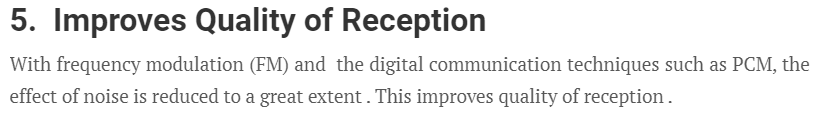 5. Improves Quality of Reception
With frequency modulation (FM) and the digital communication techniques such as PCM, the
effect of noise is reduced to a great extent . This improves quality of reception .